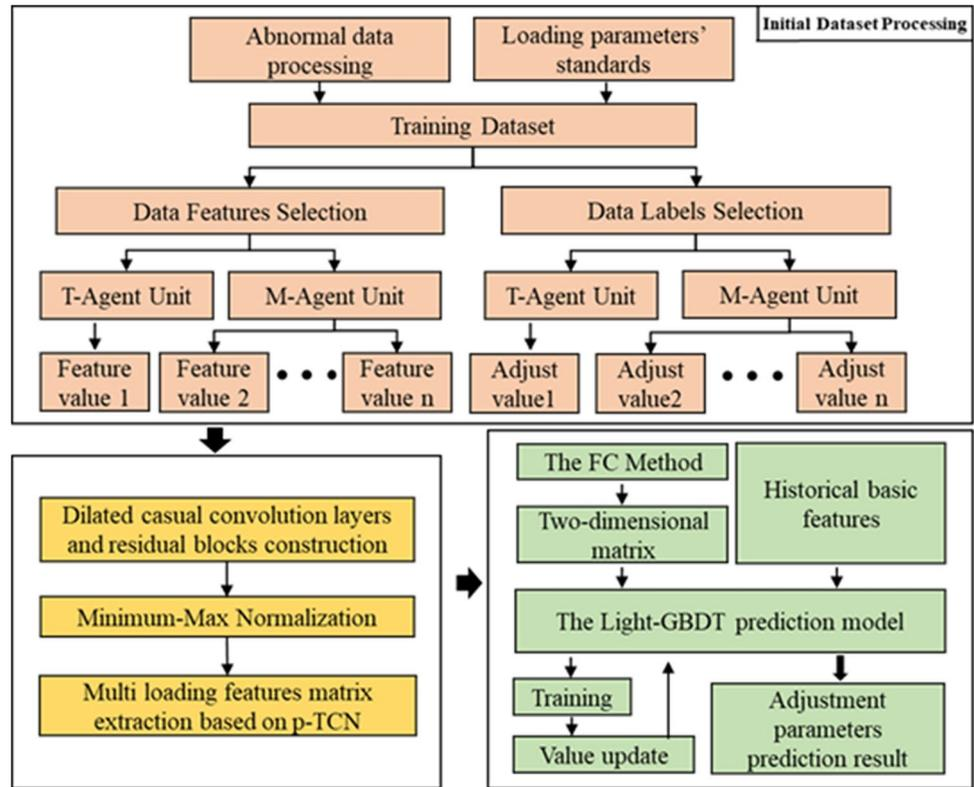 Initial Dataset Processing
Abnormal data
processing
Loading parameters’
standards
Training Dataset
Data Features Selection
Data Labels Selection
T-Agent Unit
M-Agent Unit
T-Agent Unit
M-Agent Unit
Feature
value 1
Feature
value 2
Feature
value n
Adjust
value1
Adjust
value2
Adjust
value n
Dilated casual convolution layers
and residual blocks construction
Minimum-Max Normalization
Multi loading features matrix
extraction based on p-TCN
The FC Method
Two-dimensional
matrix
Historical basic
features
The Light-GBDT prediction model
Training
Value update
Adjustment
parameters
prediction result